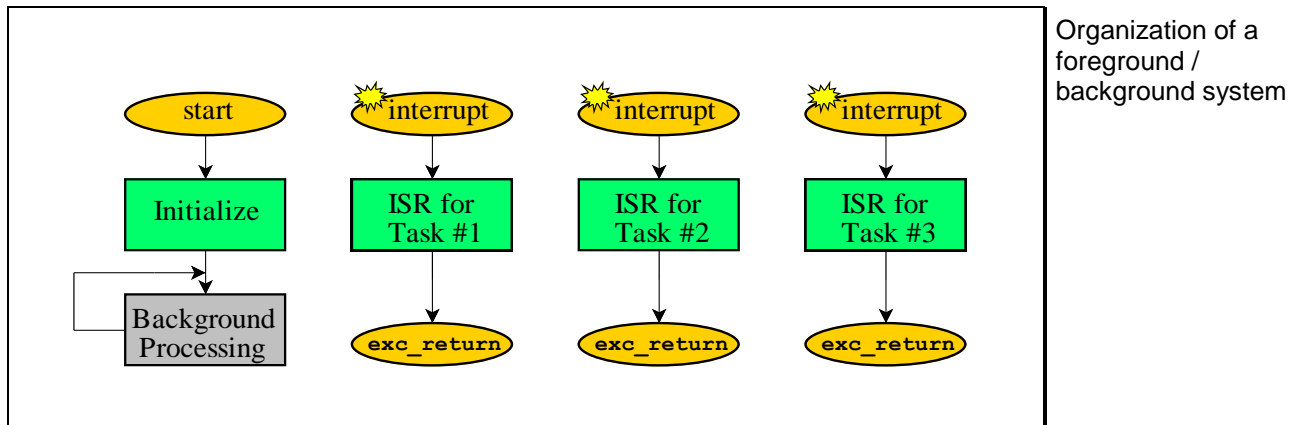 Organization of a
foreground /
background system
start
Initialize
Background
Processing
interrupt
ISR for
Task #1
exc_return
interrupt
ISR for
Task #2
exc_return
interrupt
ISR for
Task #3
exc_return